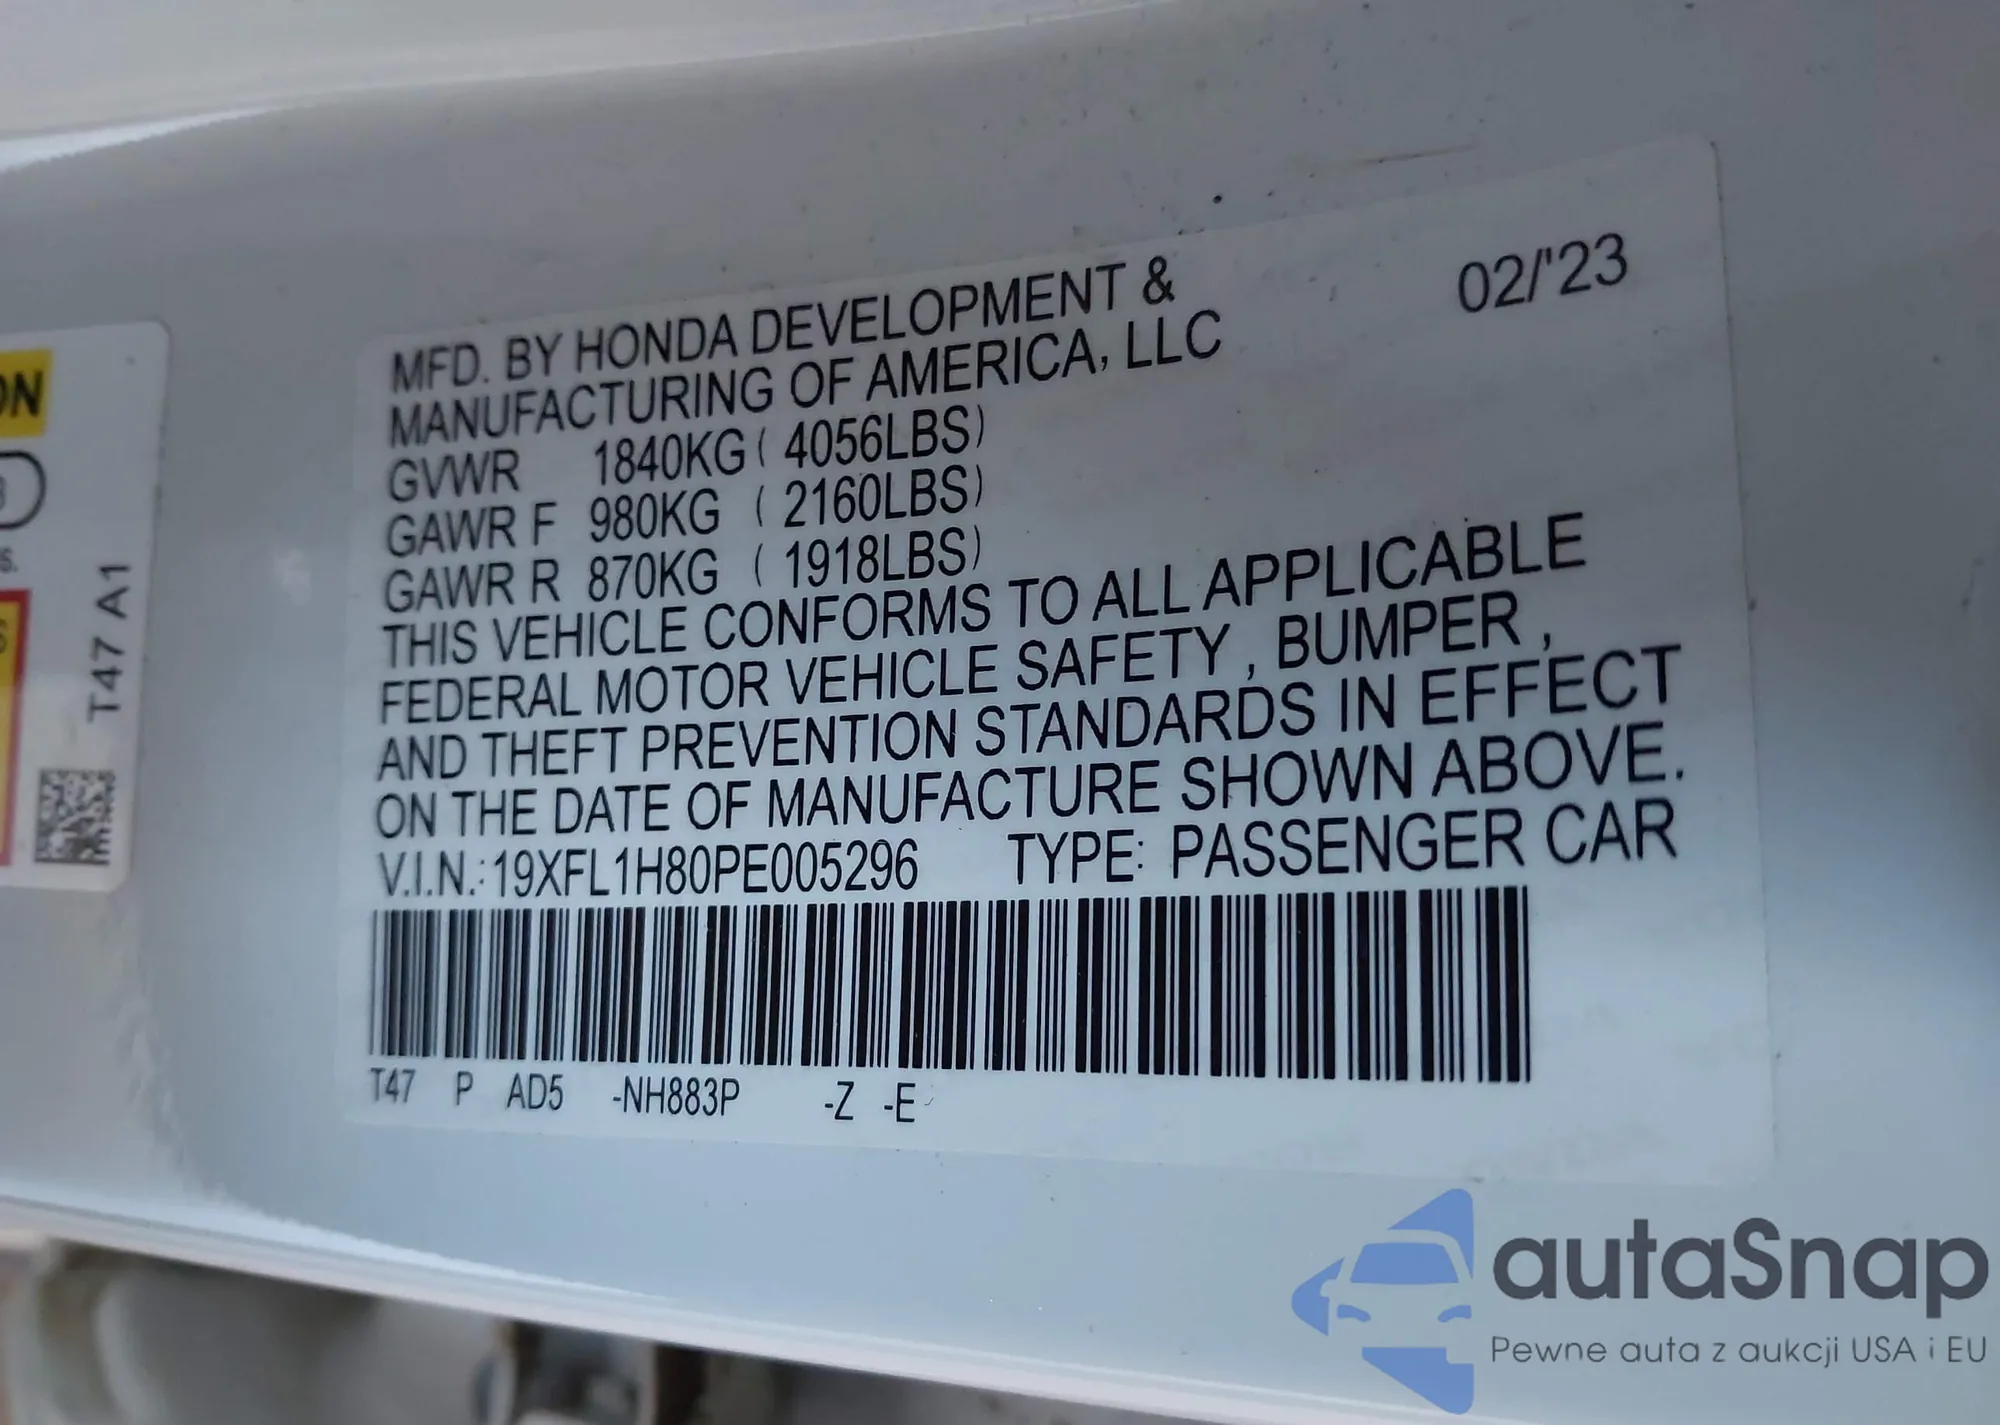 MFD. BY HONDA DEVELOPMENT &
MANUFACTURING OF AMERICA, LLC
02/'23
GVWR 1840KG ( 4056LBS)
GAWR F 980KG ( 2160LBS)
GAWR R 870KG ( 1918LBS)
THIS VEHICLE CONFORMS TO ALL APPLICABLE
FEDERAL MOTOR VEHICLE SAFETY , BUMPER ,
AND THEFT PREVENTION STANDARDS IN EFFECT
ON THE DATE OF MANUFACTURE SHOWN ABOVE.
V.I.N.: 19XFL1H80PE005296 TYPE: PASSENGER CAR
T47 P AD5 -NH883P -Z -E
T47 A1
autaSnap
Pewne auta z aukcji USA i EU